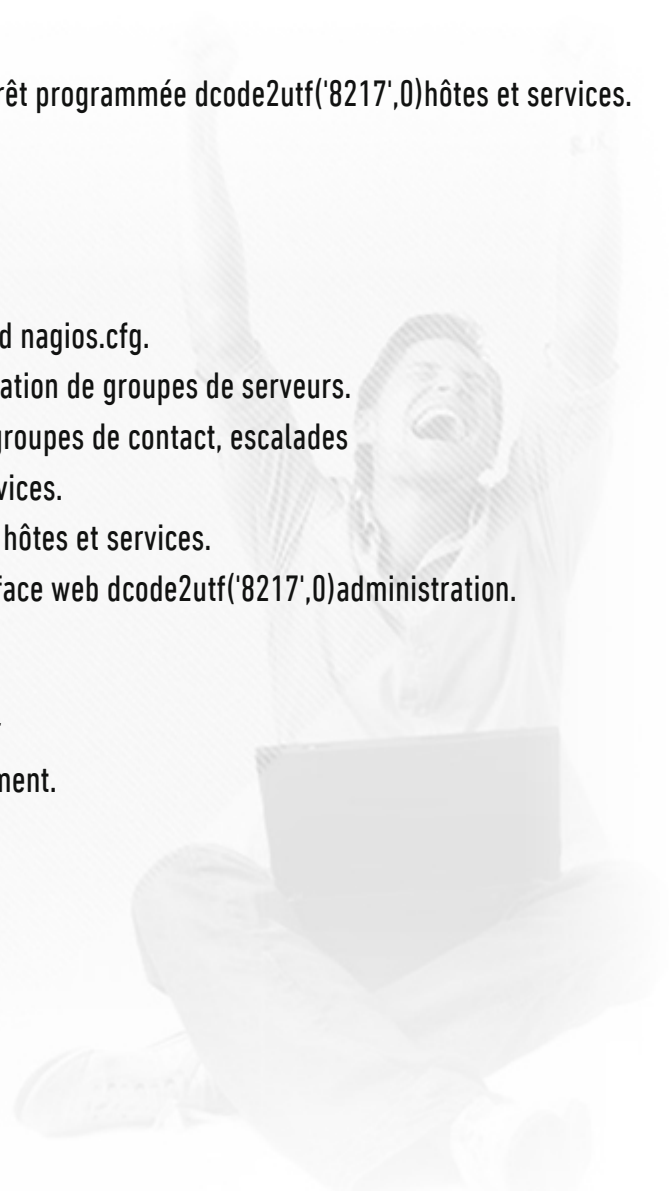 rêt programmée dcode2utf('8217',0)hôtes et services.
d nagios.cfg.
ation de groupes de serveurs.
groupes de contact, escalades
vices.
hôtes et services.
face web dcode2utf('8217',0)administration.
ment.